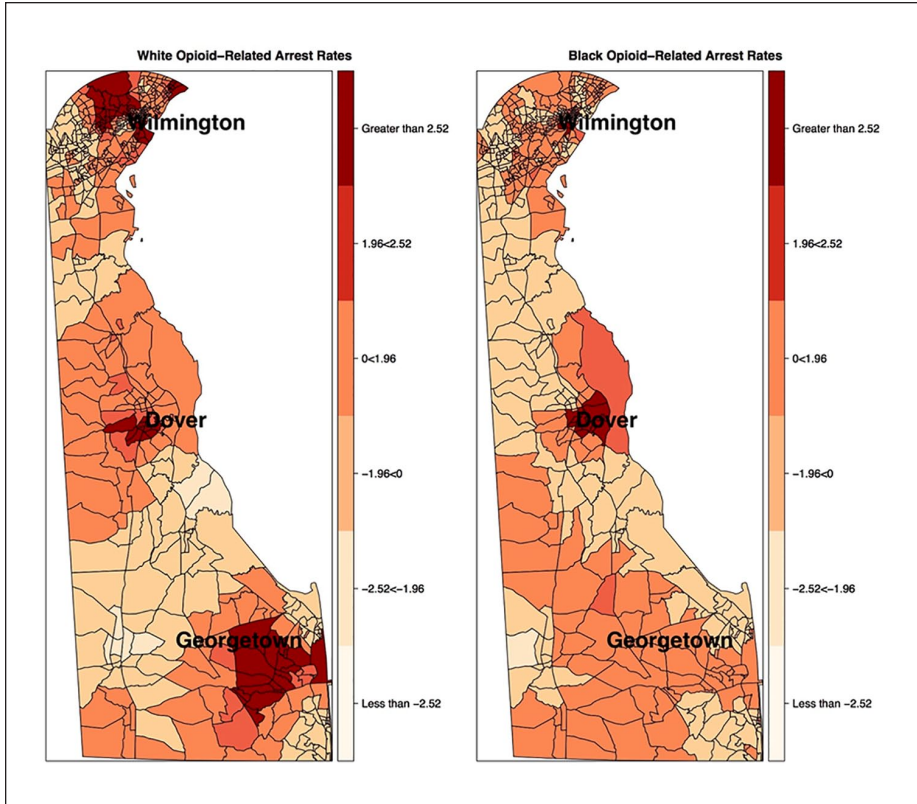 White Opioid−Related Arrest Rates
Wilmington
Dover
Georgetown
Greater than 2.52
1.96<2.52
0<1.96
−1.96<0
−2.52<−1.96
Less than −2.52
Black Opioid−Related Arrest Rates
Wilmington
Dover
Georgetown
Greater than 2.52
1.96<2.52
0<1.96
−1.96<0
−2.52<−1.96
Less than −2.52